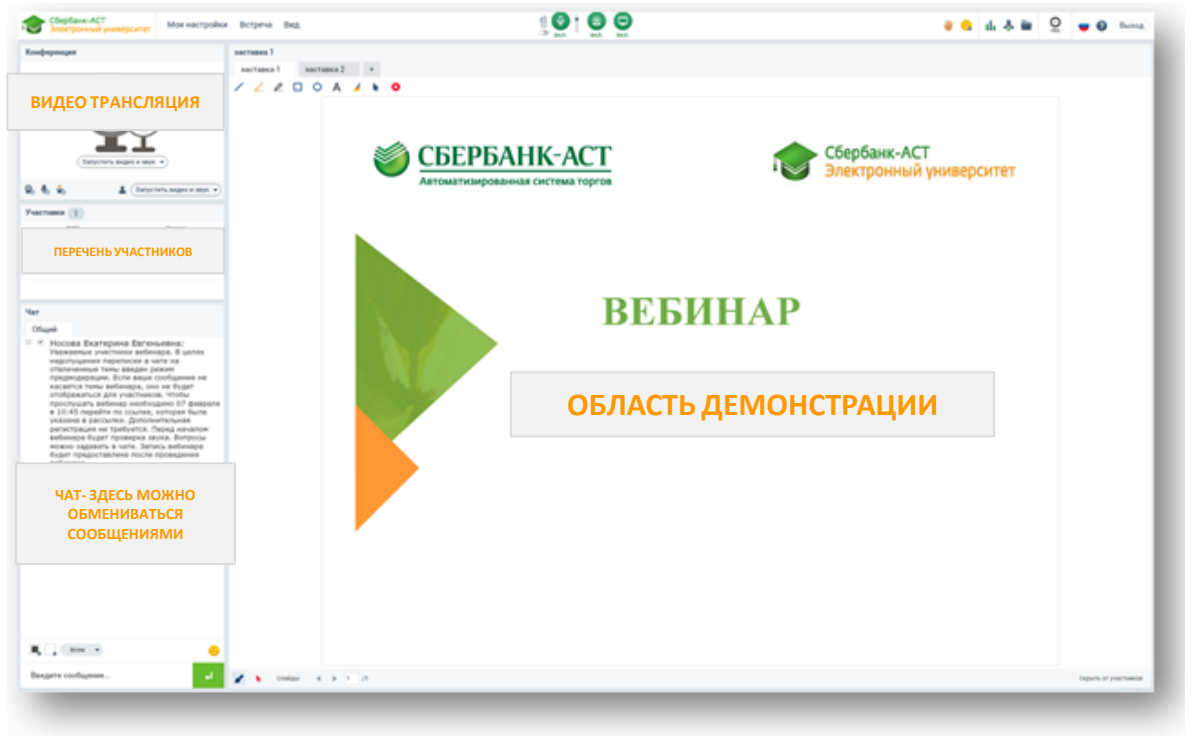 Сбербанк-АСТ
Электронный университет
Мои настройки Встреча Вид
вкл. вкл. вкл.
Выход
Конференция
ВИДЕО ТРАНСЛЯЦИЯ
Запустить видео и звук
Запустить видео и звук
Участники 1
ПЕРЕЧЕНЬ УЧАСТНИКОВ
Чат
Общий
Носова Екатерина Евгеньевна:
Уважаемые участники вебинара. В целях
недопущения переписки в чате на
отвлеченные темы введен режим
предмодерации. Если ваше сообщение не
касается темы вебинара, оно не будет
отображаться для участников. Чтобы
прослушать вебинар необходимо 07 февраля
в 10:45 перейти по ссылке, которая была
указана в рассылке. Дополнительная
регистрация не требуется. Перед началом
вебинара будет проверка звука. Вопросы
можно задавать в чате. Запись вебинара
будет предоставлена после проведения
ЧАТ- ЗДЕСЬ МОЖНО
ОБМЕНИВАТЬСЯ
СООБЩЕНИЯМИ
Всем
Введите сообщение...
заставка 1
заставка 1 заставка 2 +
A
СБЕРБАНК-АСТ
Автоматизированная система торгов
Сбербанк-АСТ
Электронный университет
ВЕБИНАР
ОБЛАСТЬ ДЕМОНСТРАЦИИ
Слайды 1
Скрыть от участников